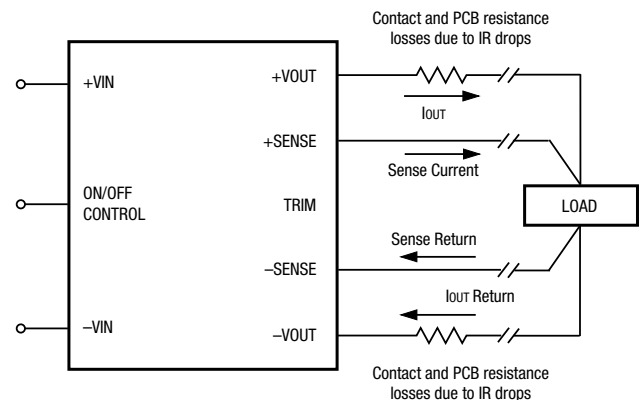 Contact and PCB resistance
losses due to IR drops
+VIN
+VOUT
IOUT
+SENSE
Sense Current
ON/OFF
CONTROL
TRIM
LOAD
Sense Return
–SENSE
IOUT Return
–VIN
–VOUT
Contact and PCB resistance
losses due to IR drops